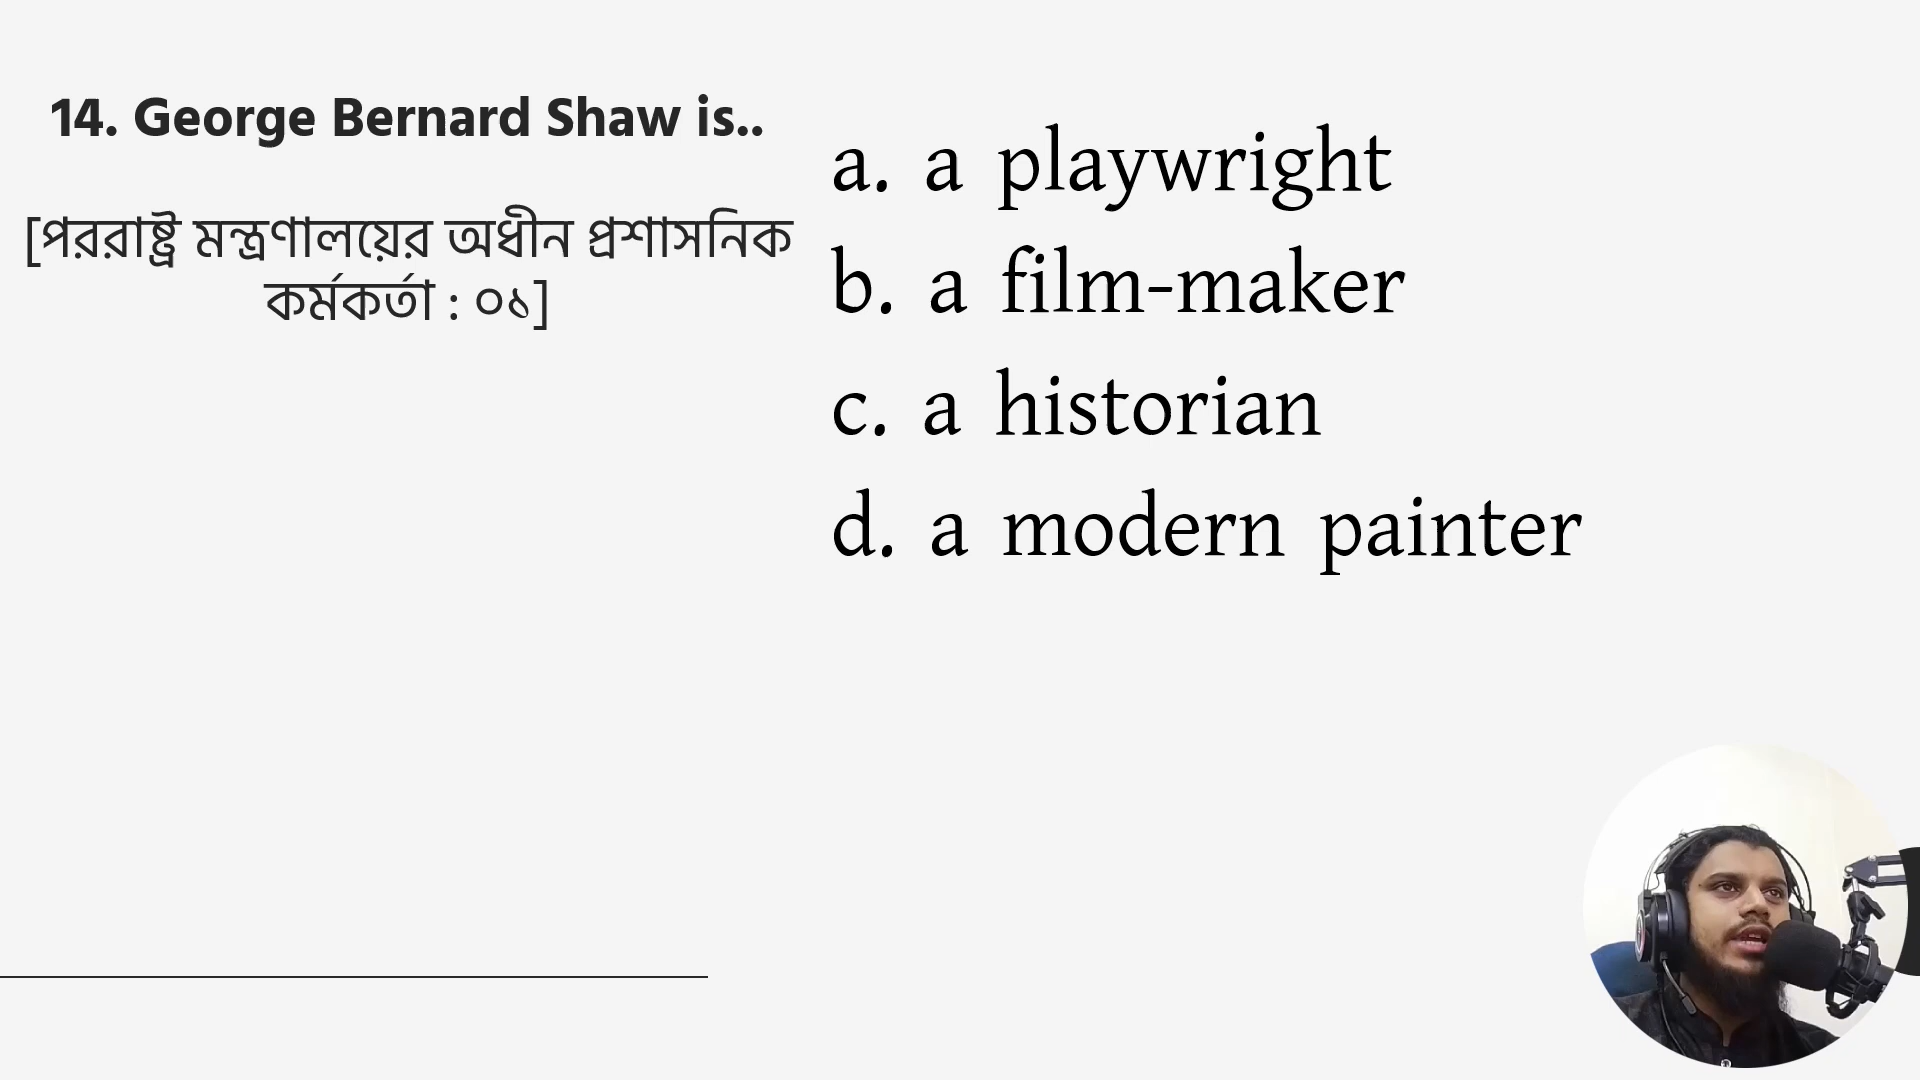 14. George Bernard Shaw is..
[পররাষ্ট্র মন্ত্রণালয়ের অধীন প্রশাসনিক
কর্মকর্তা : ০১]
a. a playwright
b. a film-maker
c. a historian
d. a modern painter